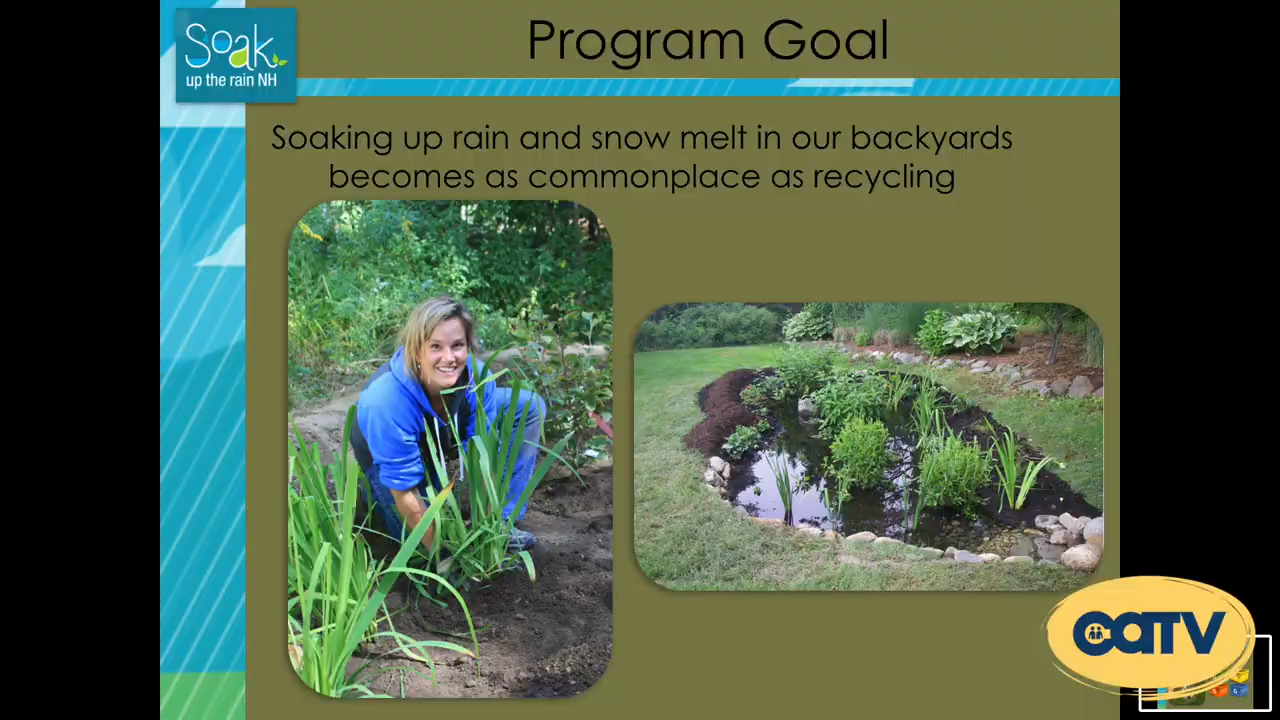 Soak
up the rain NH
Program Goal
Soaking up rain and snow melt in our backyards
becomes as commonplace as recycling
CATV